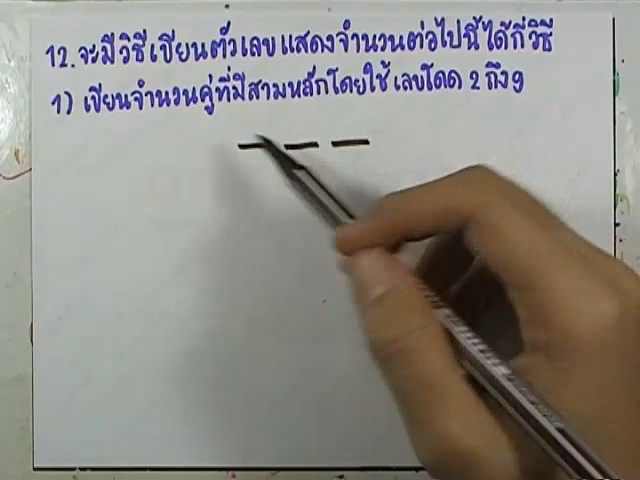 12. จะมีวิธีเขียนตัวเลขแสดงจำนวนต่อไปนี้ได้กี่วิธี
1) เขียนจำนวนคู่ที่มีสามหลักโดยใช้เลขโดด 2 ถึง 9